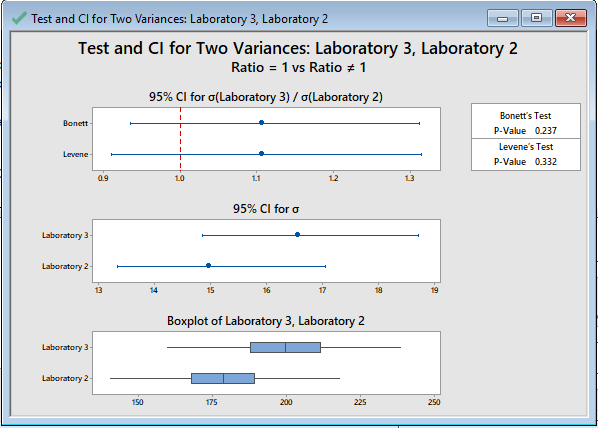 Test and CI for Two Variances: Laboratory 3, Laboratory 2
Test and CI for Two Variances: Laboratory 3, Laboratory 2
Ratio = 1 vs Ratio ≠ 1
95% CI for σ(Laboratory 3) / σ(Laboratory 2)
Bonett
Levene
0.9 1.0 1.1 1.2 1.3
Bonett's Test
P-Value 0.237
Levene's Test
P-Value 0.332
95% CI for σ
Laboratory 3
Laboratory 2
13 14 15 16 17 18 19
Boxplot of Laboratory 3, Laboratory 2
Laboratory 3
Laboratory 2
150 175 200 225 250